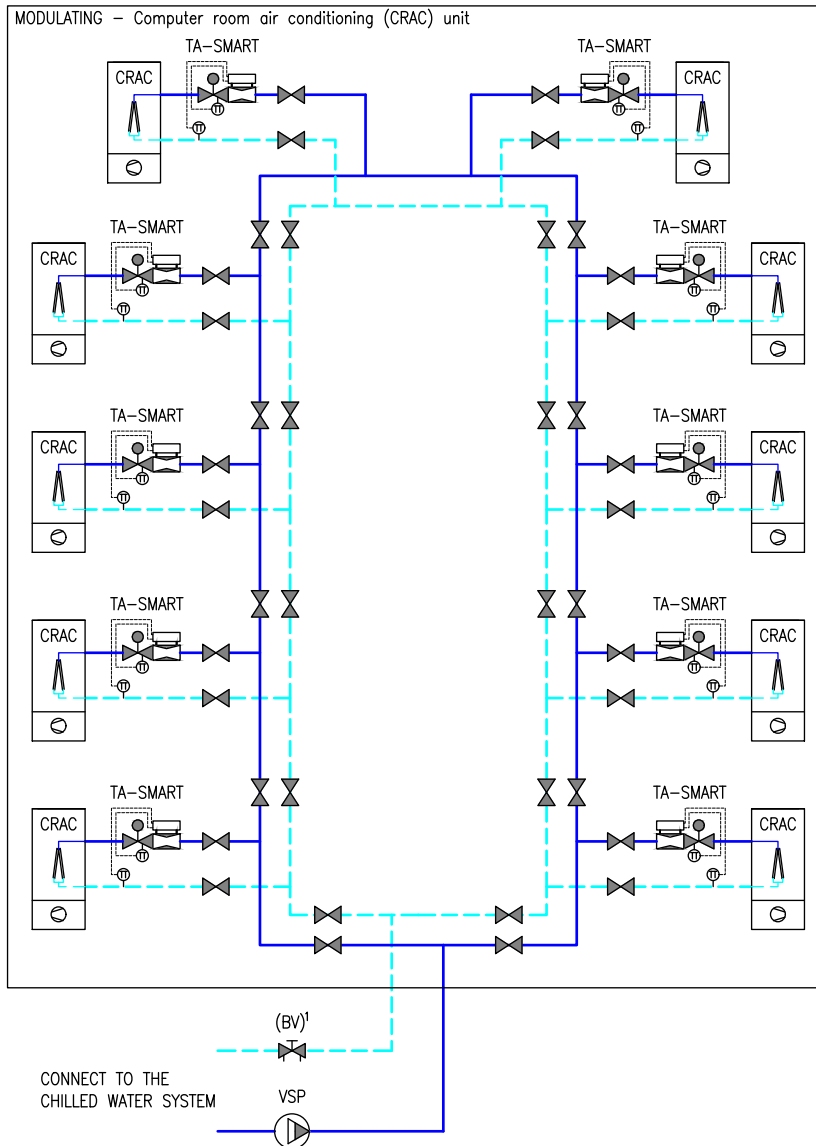 MODULATING – Computer room air conditioning (CRAC) unit
TA-SMART
TA-SMART
CRAC
CRAC
TA-SMART
TA-SMART
CRAC
CRAC
TA-SMART
TA-SMART
CRAC
CRAC
TA-SMART
TA-SMART
CRAC
CRAC
TA-SMART
TA-SMART
CRAC
CRAC
(BV)¹
CONNECT TO THE
CHILLED WATER SYSTEM
VSP